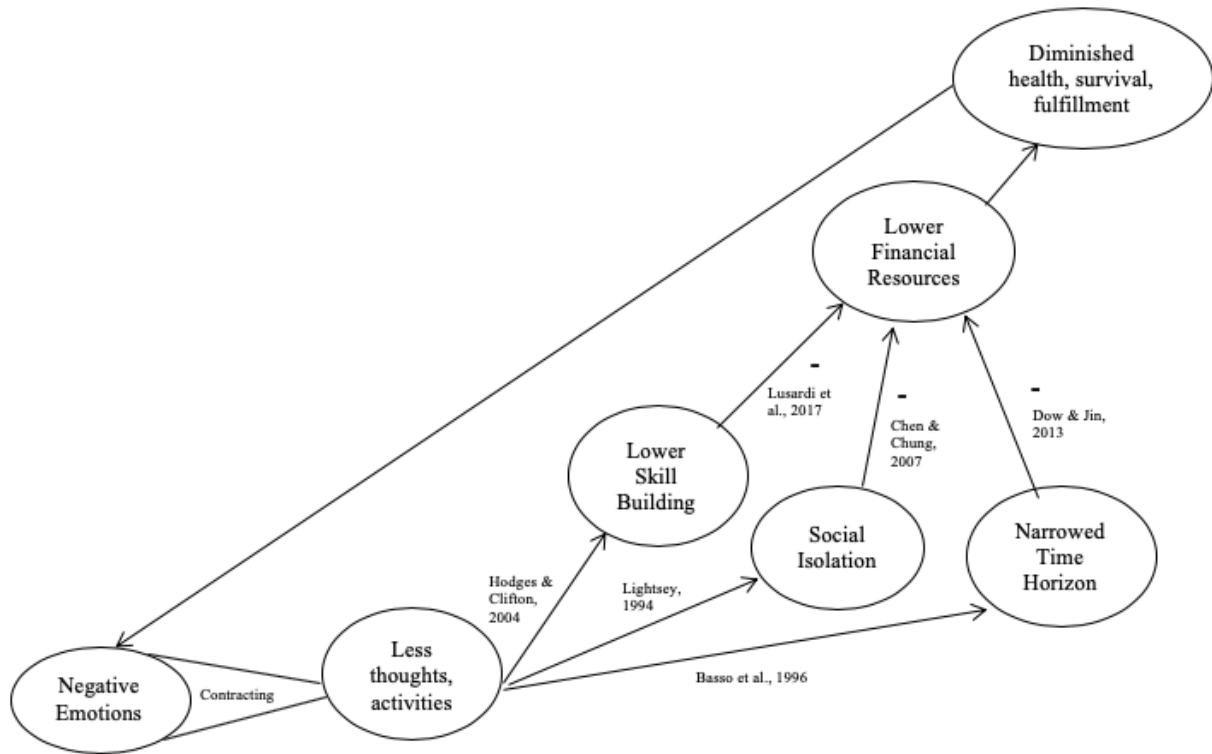 Diminished
health, survival,
fulfillment
Lower
Financial
Resources
-
Lusardi et
al., 2017
-
Chen &
Chung,
2007
-
Dow & Jin,
2013
Lower
Skill
Building
Social
Isolation
Narrowed
Time
Horizon
Hodges &
Clifton,
2004
Lightsey,
1994
Basso et al., 1996
Less
thoughts,
activities
Contracting
Negative
Emotions